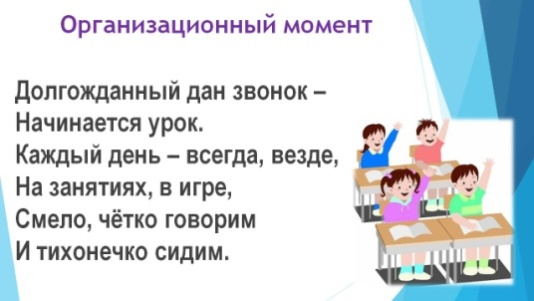 Организационный момент
Долгожданный дан звонок –
Начинается урок.
Каждый день – всегда, везде,
На занятиях, в игре,
Смело, чётко говорим
И тихонечко сидим.